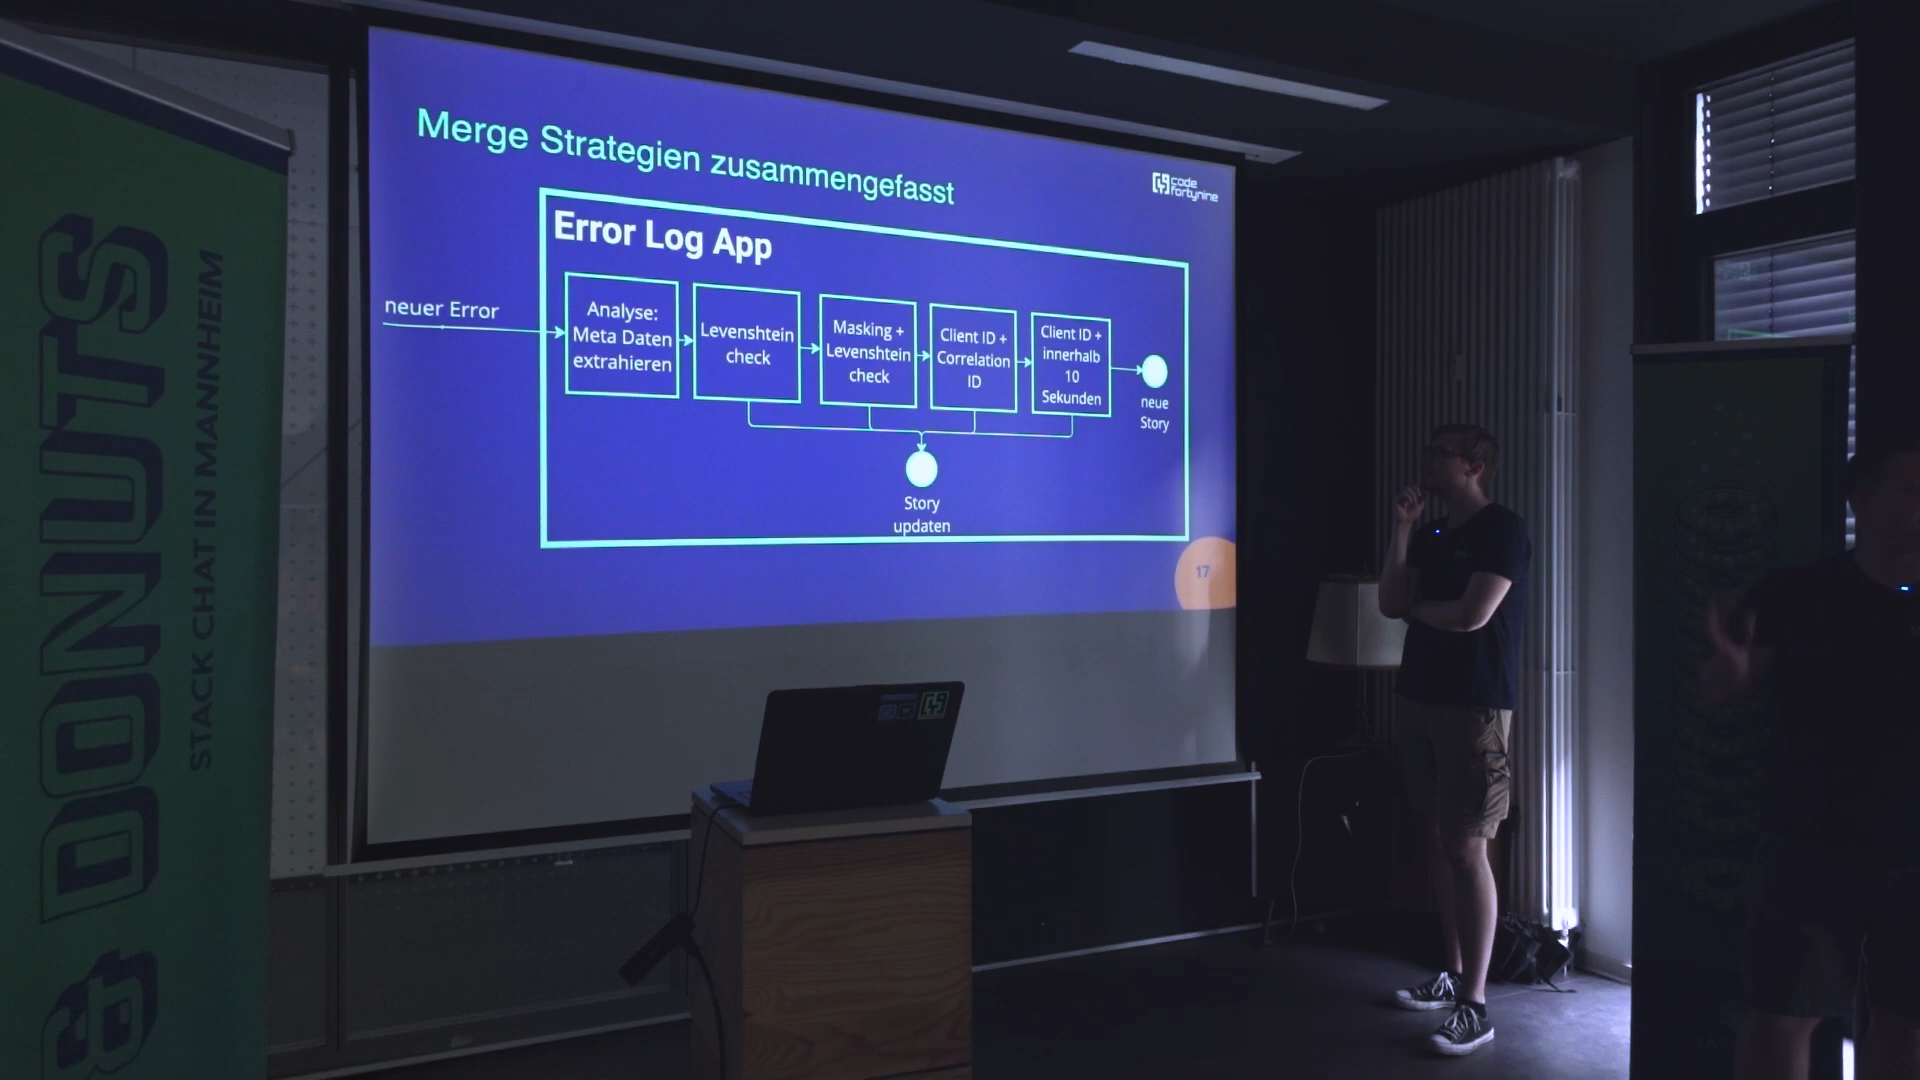 & DONUTS
STACK CHAT IN MANNHEIM
Merge Strategien zusammengefasst
code
fortynine
Error Log App
neuer Error
Analyse:
Meta Daten
extrahieren
Levenshtein
check
Masking +
Levenshtein
check
Client ID +
Correlation
ID
Client ID +
innerhalb
10
Sekunden
neue
Story
Story
updaten
17